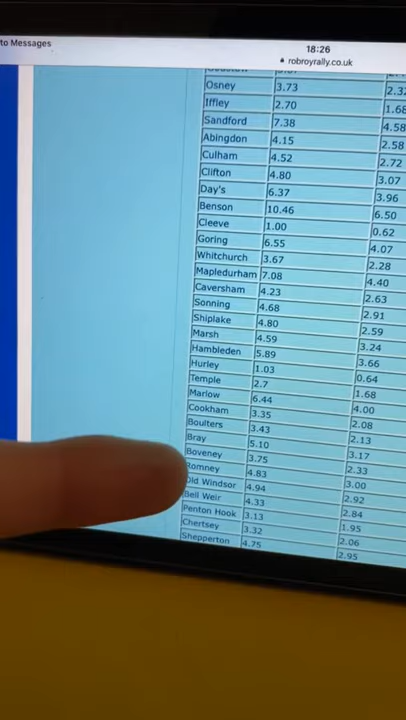 to Messages
18:26
robroyrally.co.uk
Osney 3.73 2.32
Iffley 2.70 1.68
Sandford 7.38 4.58
Abingdon 4.15 2.58
Culham 4.52 2.72
Clifton 4.80 3.07
Day's 6.37 3.96
Benson 10.46 6.50
Cleeve 1.00 0.62
Goring 6.55 4.07
Whitchurch 3.67 2.28
Mapledurham 7.08 4.40
Caversham 4.23 2.63
Sonning 4.68 2.91
Shiplake 4.80 2.59
Marsh 4.59 3.24
Hambleden 5.89 3.66
Hurley 1.03 0.64
Temple 2.7 1.68
Marlow 6.44 4.00
Cookham 3.35 2.08
Boulters 3.43 2.13
Bray 5.10 3.17
Boveney 3.75 2.33
Romney 4.83 3.00
Old Windsor 4.94 2.92
Bell Weir 4.33 2.84
Penton Hook 3.13 1.95
Chertsey 3.32 2.06
Shepperton 4.75 2.95